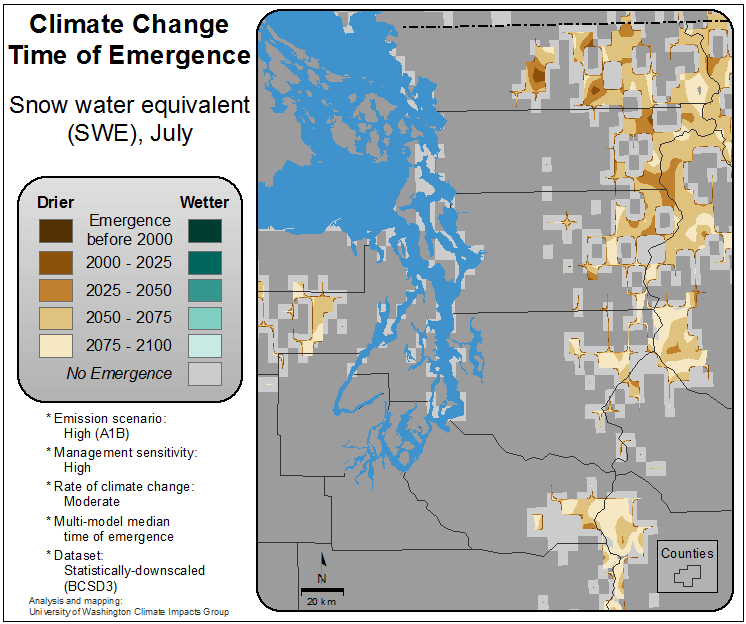 Climate Change
Time of Emergence
Snow water equivalent
(SWE), July
Drier Wetter
Emergence
before 2000
2000 - 2025
2025 - 2050
2050 - 2075
2075 - 2100
No Emergence
* Emission scenario:
High (A1B)
* Management sensitivity:
High
* Rate of climate change:
Moderate
* Multi-model median
time of emergence
* Dataset:
Statistically-downscaled
(BCSD3)
Analysis and mapping:
University of Washington Climate Impacts Group
N
20 km
Counties